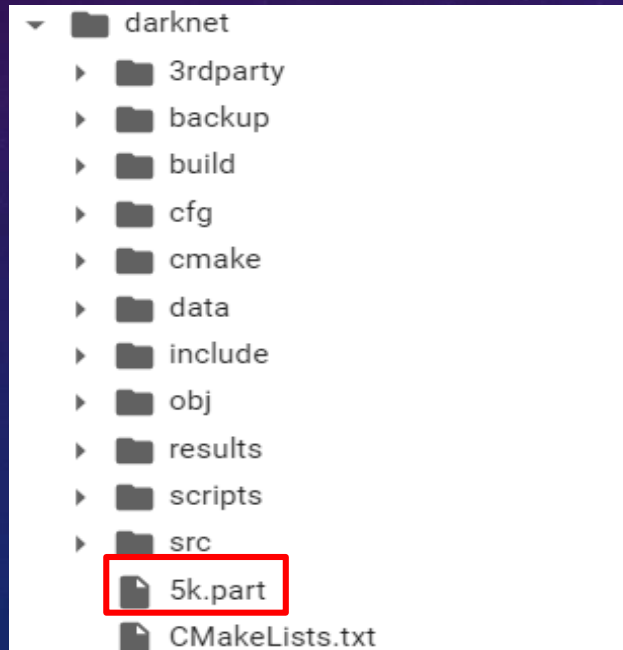 darknet
3rdparty
backup
build
cfg
cmake
data
include
obj
results
scripts
src
5k.part
CMakeLists.txt